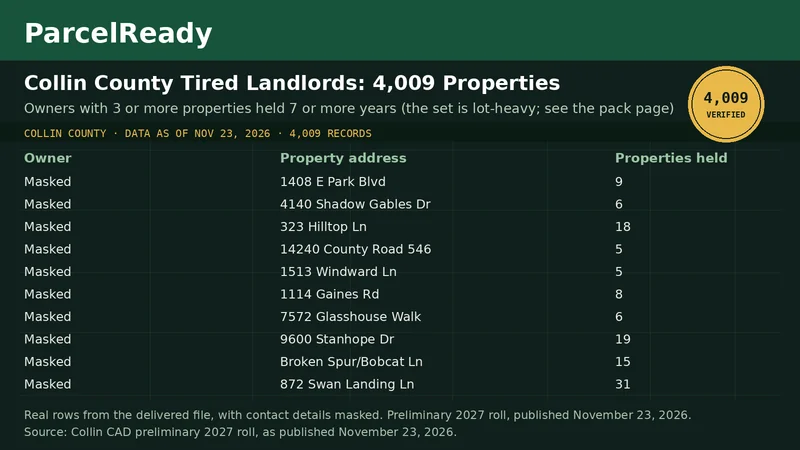 ParcelReady
Collin County Tired Landlords: 4,009 Properties
Owners with 3 or more properties held 7 or more years (the set is lot-heavy; see the pack page)
4,009
VERIFIED
COLLIN COUNTY · DATA AS OF NOV 23, 2026 · 4,009 RECORDS
Owner Property address Properties held
Masked 1408 E Park Blvd 9
Masked 4140 Shadow Gables Dr 6
Masked 323 Hilltop Ln 18
Masked 14240 County Road 546 5
Masked 1513 Windward Ln 5
Masked 1114 Gaines Rd 8
Masked 7572 Glasshouse Walk 6
Masked 9600 Stanhope Dr 19
Masked Broken Spur/Bobcat Ln 15
Masked 872 Swan Landing Ln 31
Real rows from the delivered file, with contact details masked. Preliminary 2027 roll, published November 23, 2026.
Source: Collin CAD preliminary 2027 roll, as published November 23, 2026.